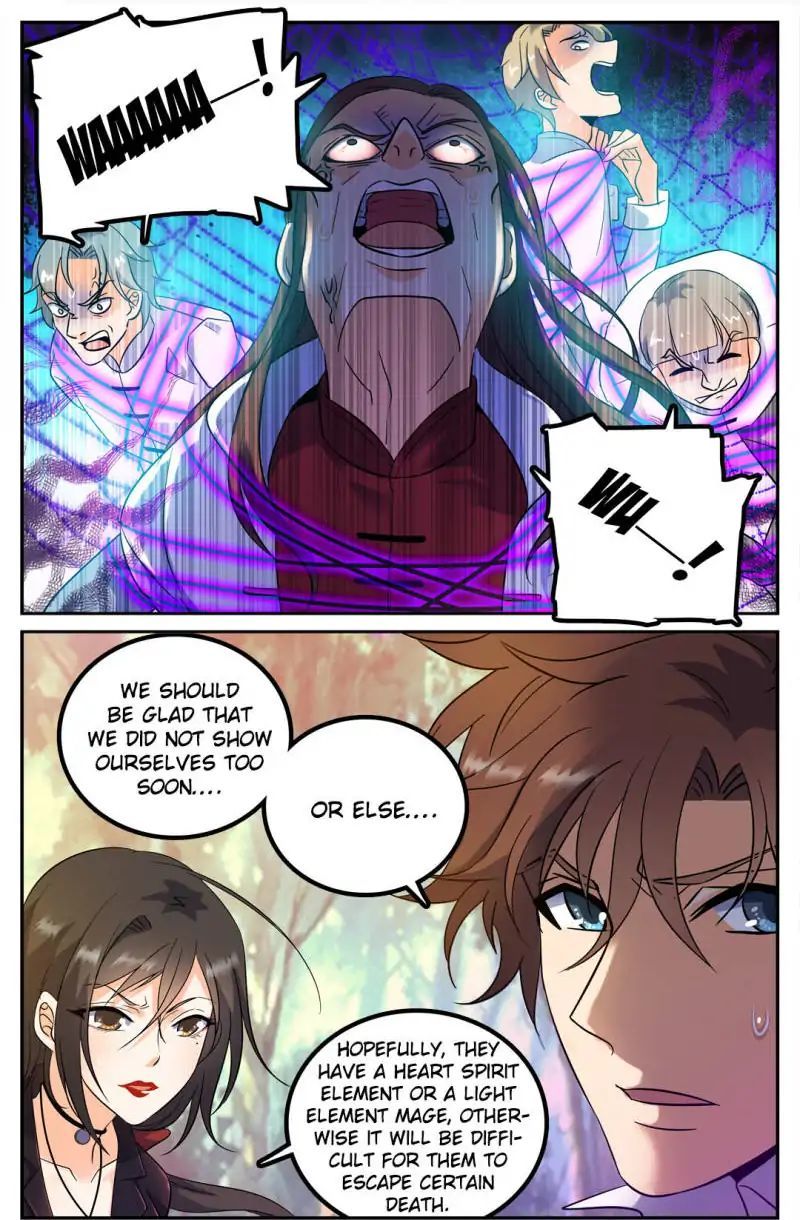 WAAAAAA—!
WU—!
WE SHOULD
BE GLAD THAT
WE DID NOT SHOW
OURSELVES TOO
SOON....
OR ELSE....
HOPEFULLY, THEY
HAVE A HEART SPIRIT
ELEMENT OR A LIGHT
ELEMENT MAGE, OTHER-
WISE IT WILL BE DIFFI-
CULT FOR THEM TO
ESCAPE CERTAIN
DEATH.